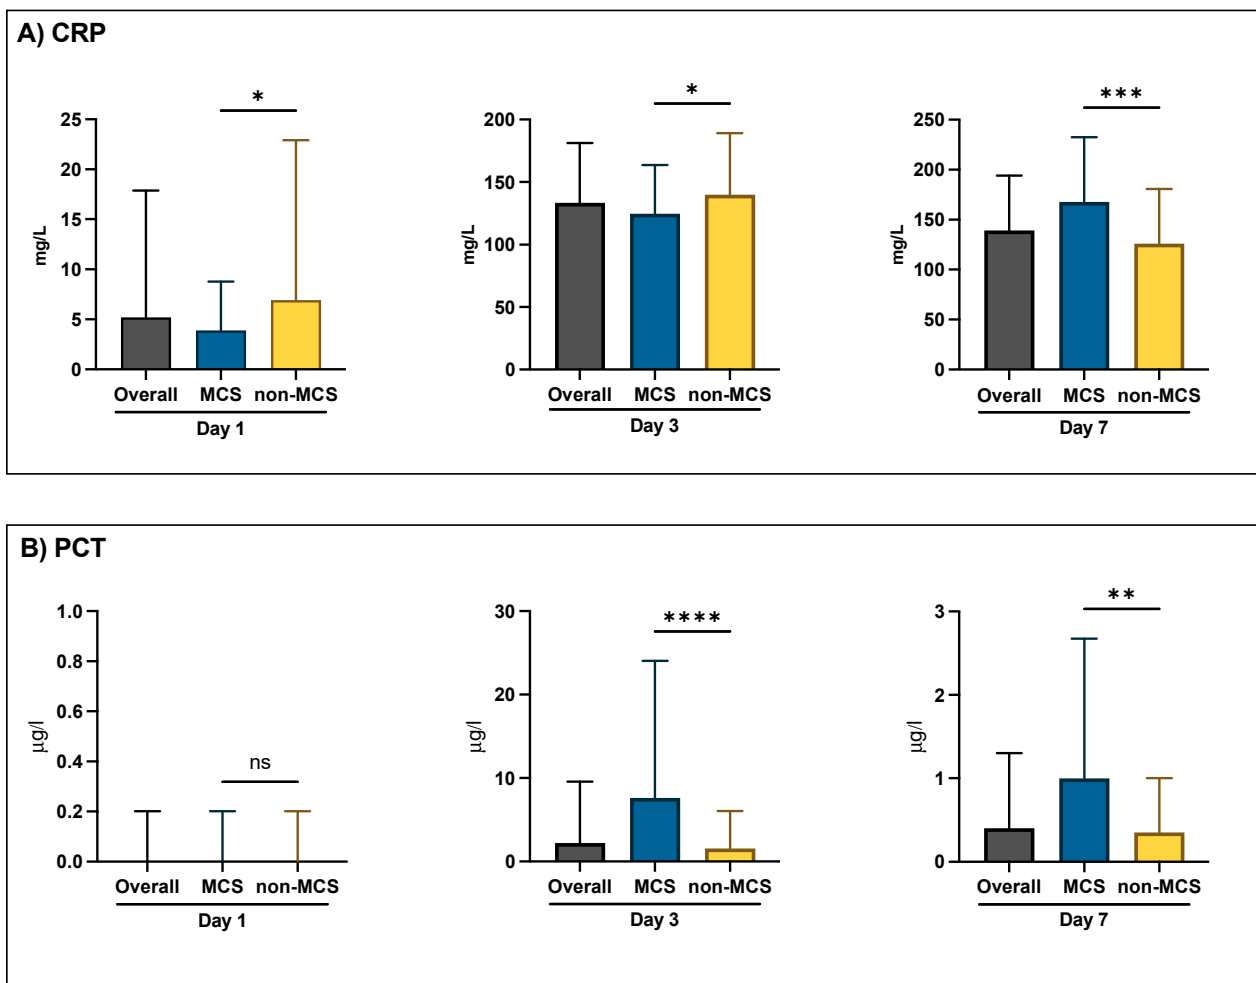 A) CRP
*
25
20
15
10
5
0
mg/L
Overall MCS non-MCS
Day 1
*
200
150
100
50
0
mg/L
Overall MCS non-MCS
Day 3
***
250
200
150
100
50
0
mg/L
Overall MCS non-MCS
Day 7
B) PCT
1.0
0.8
0.6
0.4
0.2
0.0
µg/l
ns
Overall MCS non-MCS
Day 1
****
30
20
10
0
µg/l
Overall MCS non-MCS
Day 3
**
3
2
1
0
µg/l
Overall MCS non-MCS
Day 7